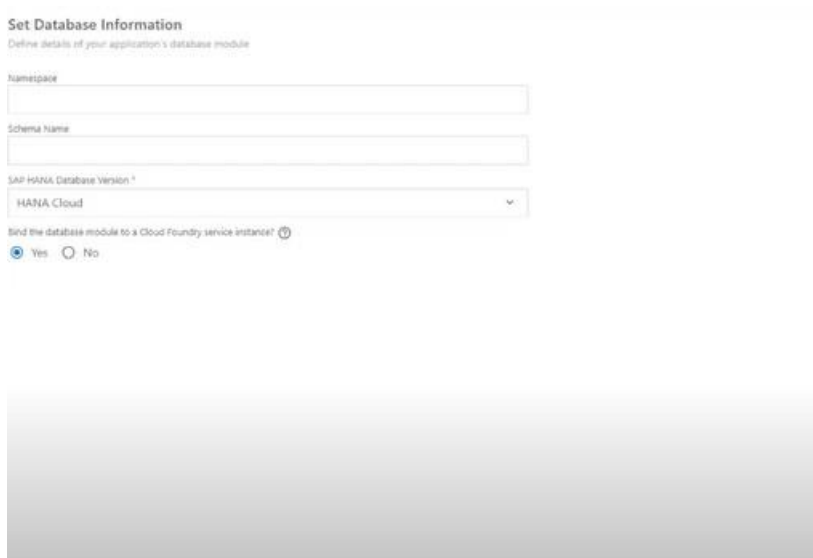 Set Database Information
Define details of your application's database module
Namespace
Schema Name
SAP HANA Database Version *
HANA Cloud
Bind the database module to a Cloud Foundry service instance?
Yes No